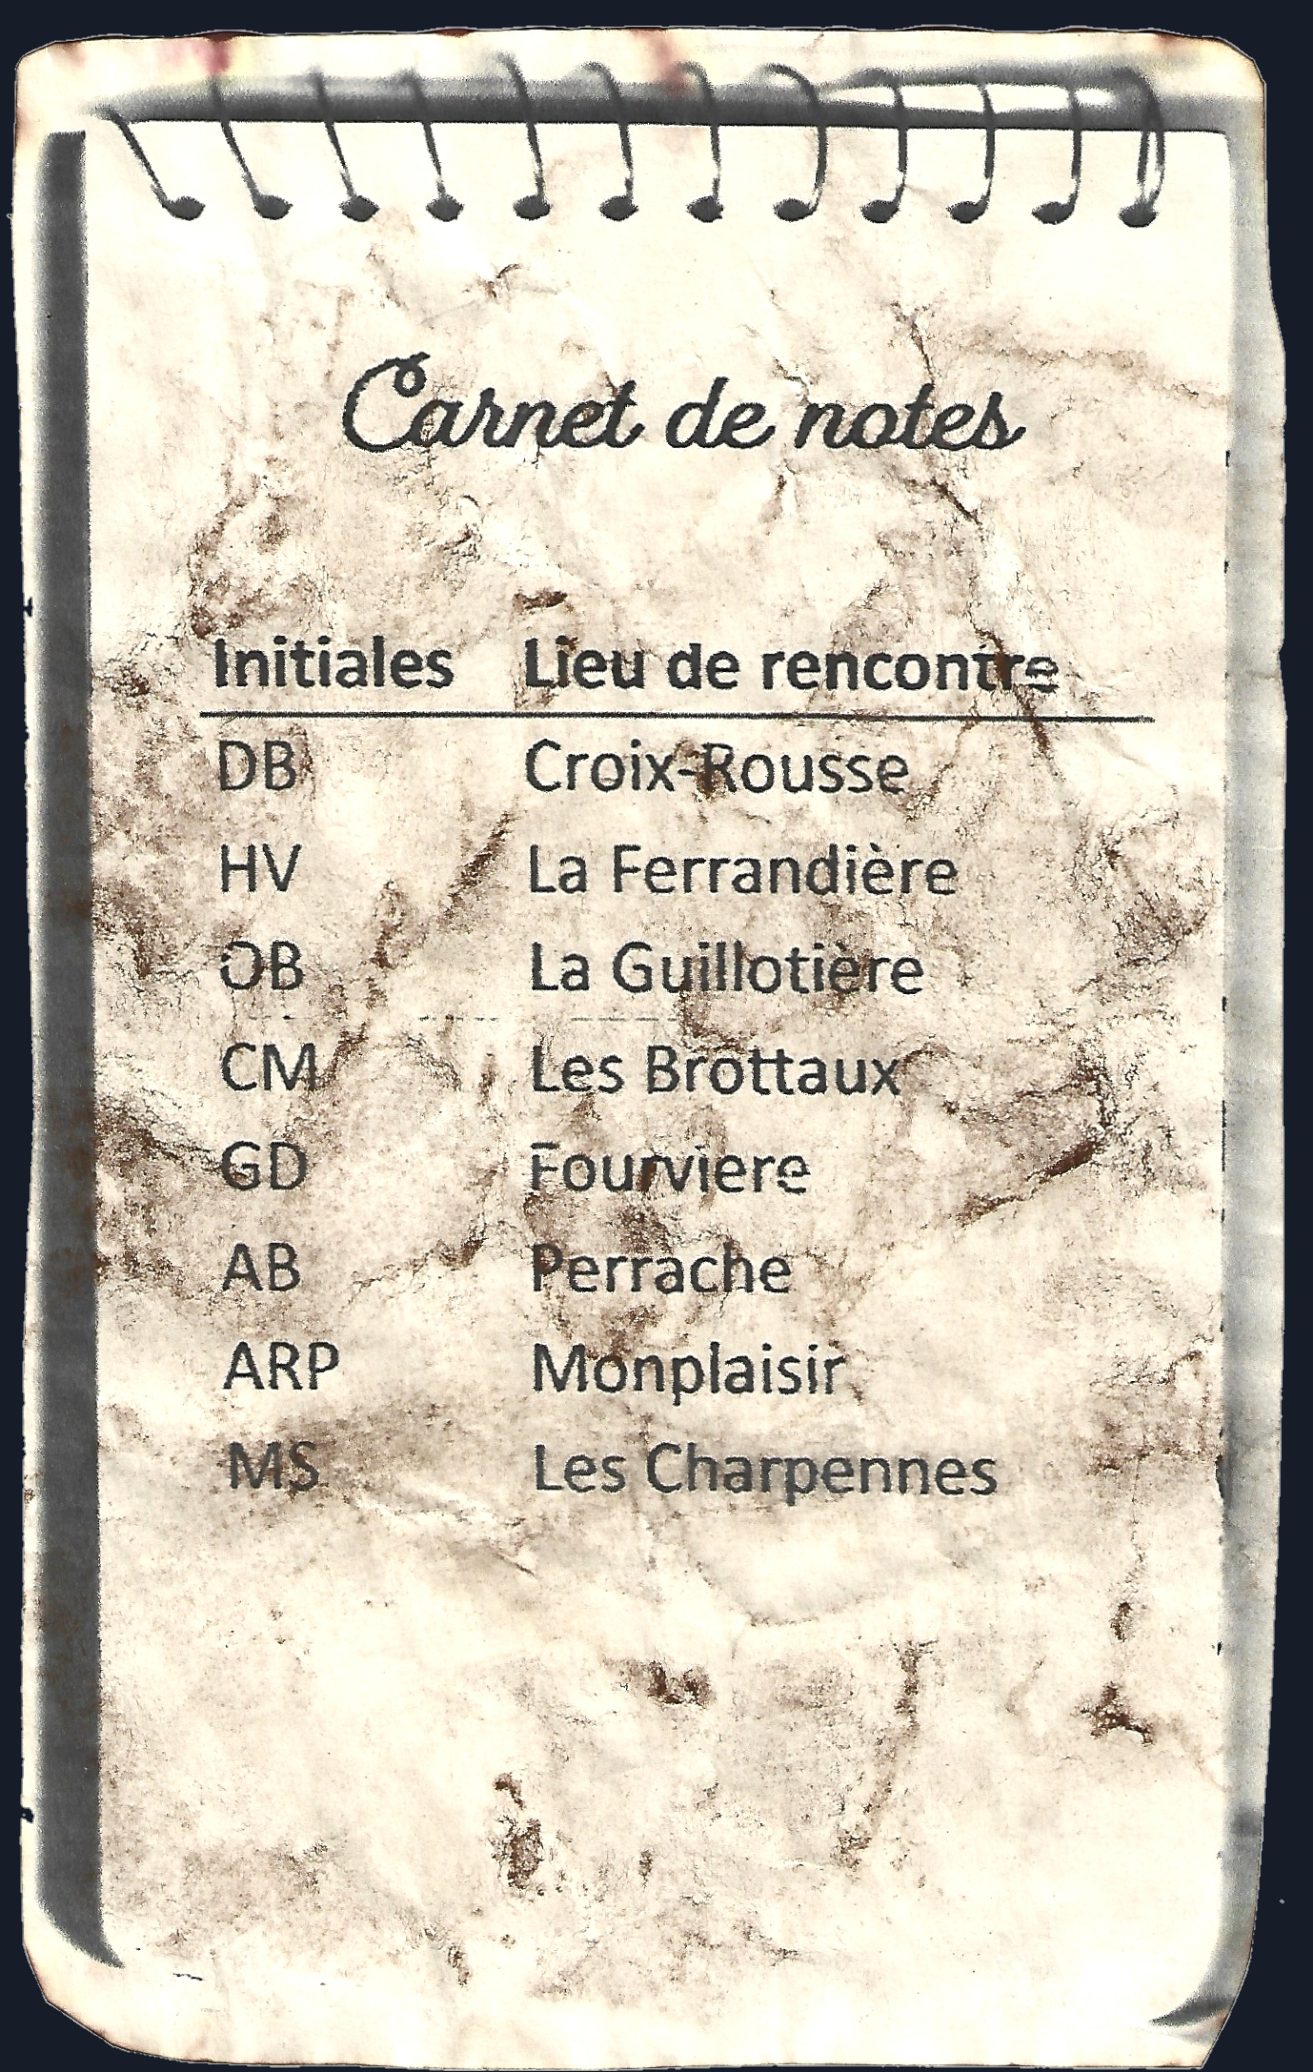 Carnet de notes
Initiales Lieu de rencontre
DB Croix-Rousse
HV La Ferrandière
OB La Guillotière
CM Les Brottaux
GD Fourviere
AB Perrache
ARP Monplaisir
MS Les Charpennes